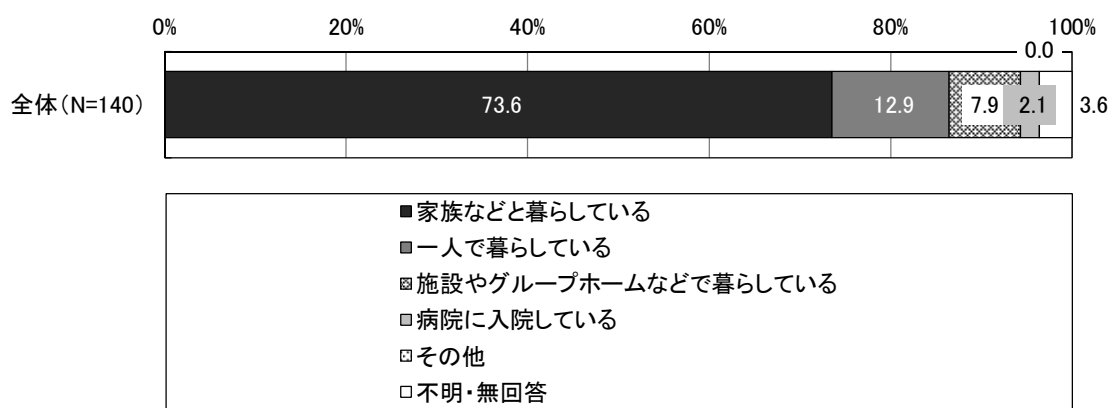 0% 20% 40% 60% 80% 100%
0.0
全体(N=140) 73.6 12.9 7.9 2.1 3.6
■家族などと暮らしている
■一人で暮らしている
施設やグループホームなどで暮らしている
病院に入院している
その他
□不明・無回答